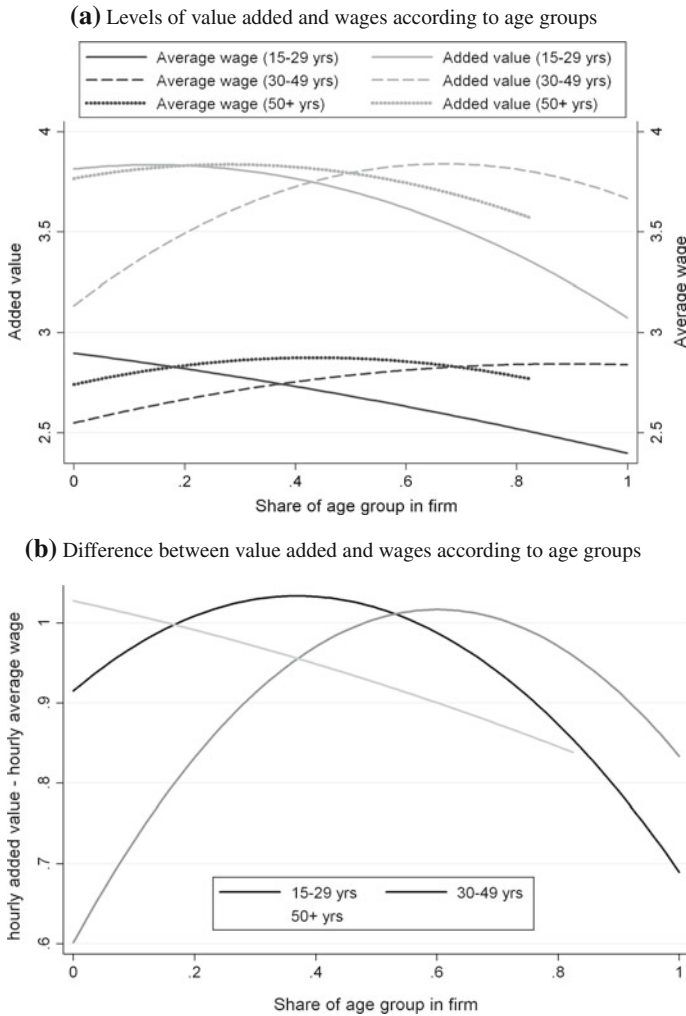 (a) Levels of value added and wages according to age groups
Average wage (15-29 yrs) Added value (15-29 yrs)
Average wage (30-49 yrs) Added value (30-49 yrs)
Average wage (50+ yrs) Added value (50+ yrs)
4 4
3.5 3.5
3 3
2.5 2.5
Added value
Average wage
0 .2 .4 .6 .8 1
Share of age group in firm
(b) Difference between value added and wages according to age groups
1
.9
.8
.7
.6
hourly added value - hourly average wage
15-29 yrs 30-49 yrs
50+ yrs
0 .2 .4 .6 .8 1
Share of age group in firm